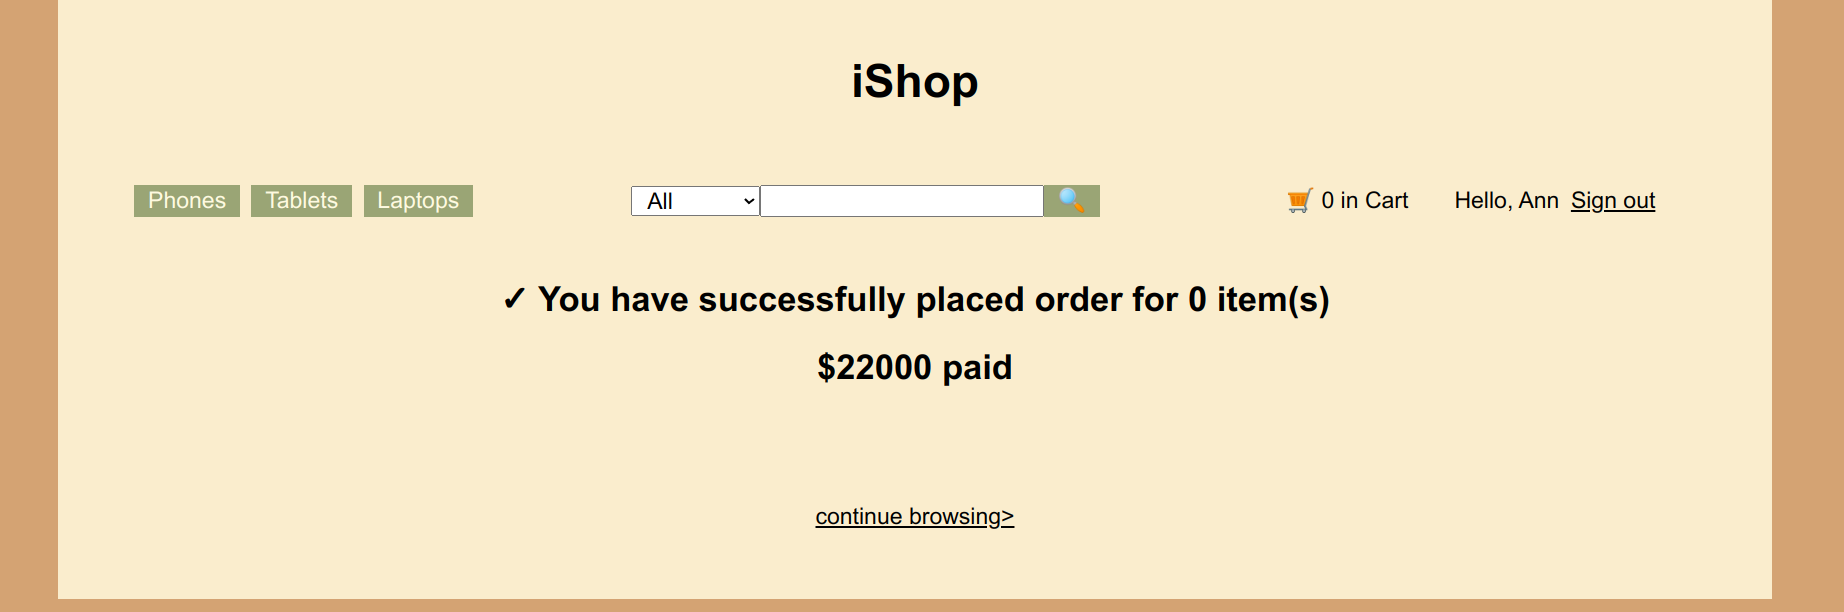 iShop
Phones Tablets Laptops All 0 in Cart Hello, Ann Sign out
✓ You have successfully placed order for 0 item(s)
$22000 paid
continue browsing>